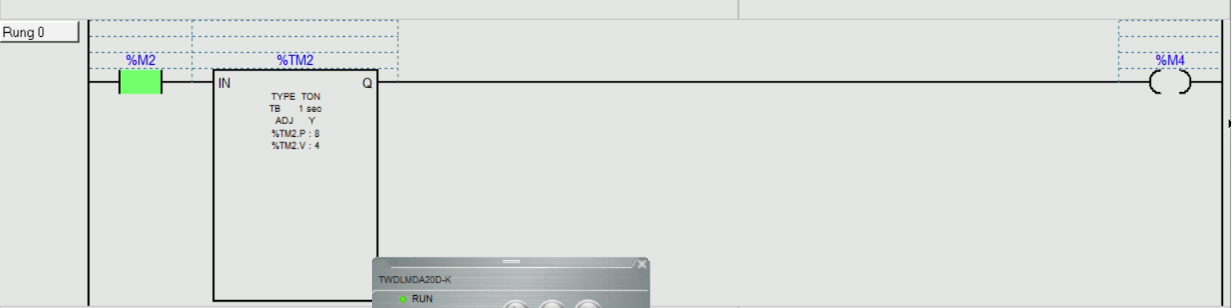 Rung 0
%M2
%TM2
%M4
IN Q
TYPE TON
TB 1 sec
ADJ Y
%TM2.P : 8
%TM2.V : 4
TWDLMDA20D-K
RUN